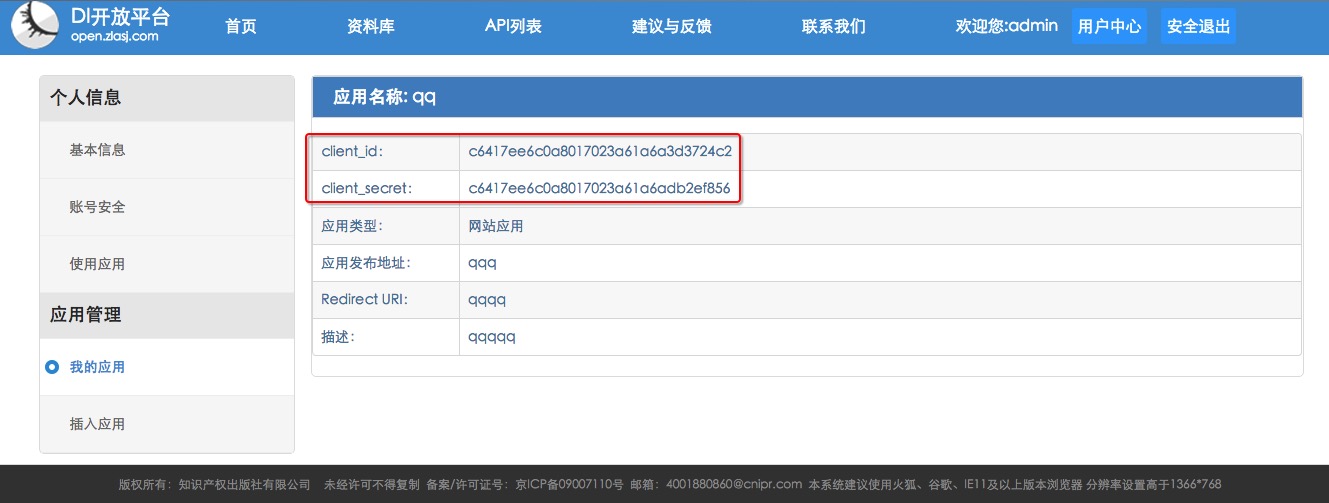 DI开放平台
open.zlasj.com
首页 资料库 API列表 建议与反馈 联系我们 欢迎您:admin 用户中心 安全退出
个人信息
基本信息
账号安全
使用应用
应用管理
我的应用
插入应用
应用名称: qq
client_id： c6417ee6c0a8017023a61a6a3d3724c2
client_secret： c6417ee6c0a8017023a61a6adb2ef856
应用类型： 网站应用
应用发布地址： qqq
Redirect URI： qqqq
描述： qqqqq
版权所有：知识产权出版社有限公司 未经许可不得复制 备案/许可证号：京ICP备09007110号 邮箱：4001880860@cnipr.com 本系统建议使用火狐、谷歌、IE11及以上版本浏览器 分辨率设置高于1366*768